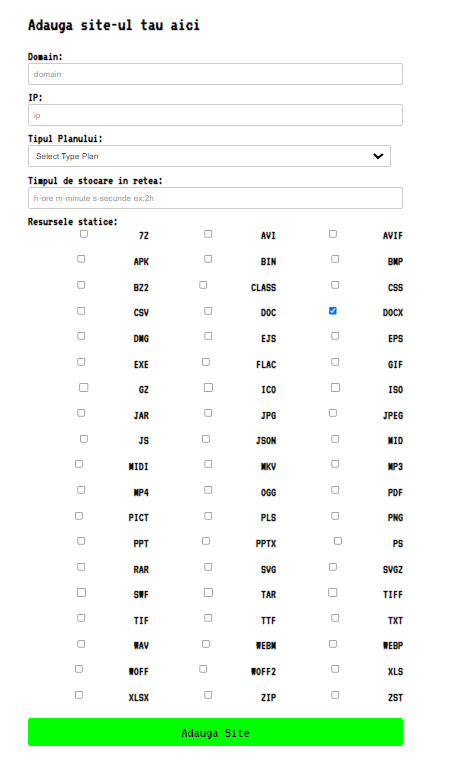 Adauga site-ul tau aici
Domain:
domain
IP:
ip
Tipul Planului:
Select Type Plan
Timpul de stocare in retea:
h-ore m-minute s-secunde ex:2h
Resursele statice:
7Z AVI AVIF
APK BIN BMP
BZ2 CLASS CSS
CSV DOC DOCX
DMG EJS EPS
EXE FLAC GIF
GZ ICO ISO
JAR JPG JPEG
JS JSON MID
MIDI MKV MP3
MP4 OGG PDF
PICT PLS PNG
PPT PPTX PS
RAR SVG SVGZ
SWF TAR TIFF
TIF TTF TXT
WAV WEBM WEBP
WOFF WOFF2 XLS
XLSX ZIP ZST
Adauga Site